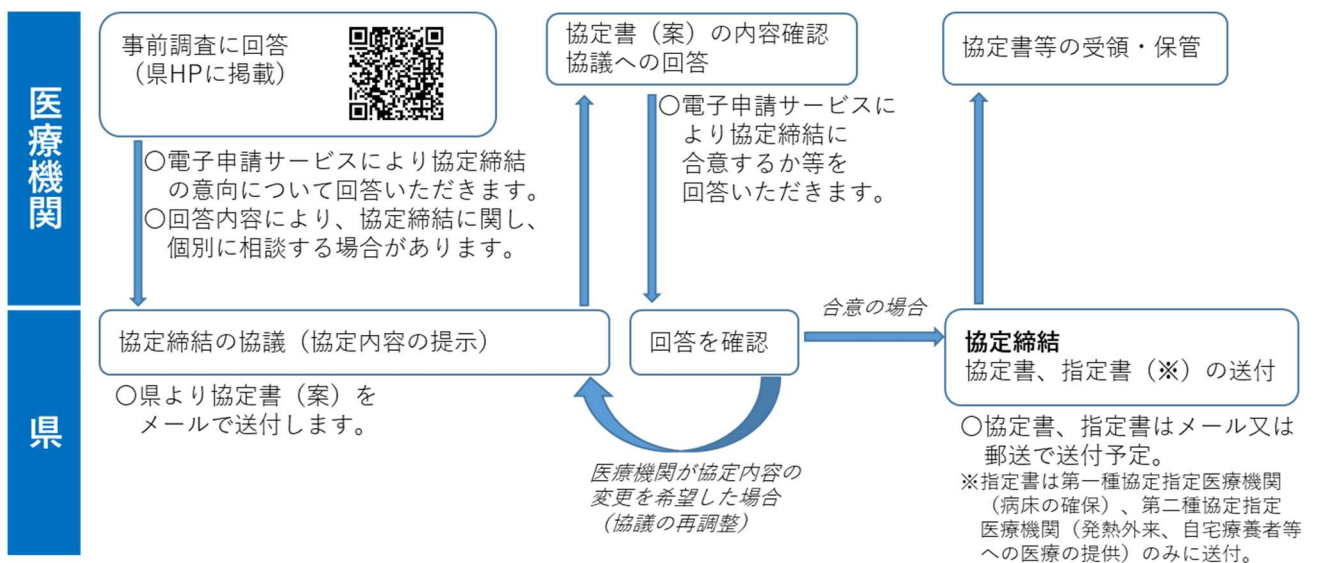 医療機関
事前調査に回答
（県HPに掲載）
○電子申請サービスにより協定締結
の意向について回答いただきます。
○回答内容により、協定締結に関し、
個別に相談する場合があります。
協定書（案）の内容確認
協議への回答
○電子申請サービスに
より協定締結に
合意するか等を
回答いただきます。
協定書等の受領・保管
県
協定締結の協議（協定内容の提示）
○県より協定書（案）を
メールで送付します。
回答を確認
合意の場合
医療機関が協定内容の
変更を希望した場合
（協議の再調整）
協定締結
協定書、指定書（※）の送付
○協定書、指定書はメール又は
郵送で送付予定。
※指定書は第一種協定指定医療機関
（病床の確保）、第二種協定指定
医療機関（発熱外来、自宅療養者等
への医療の提供）のみに送付。